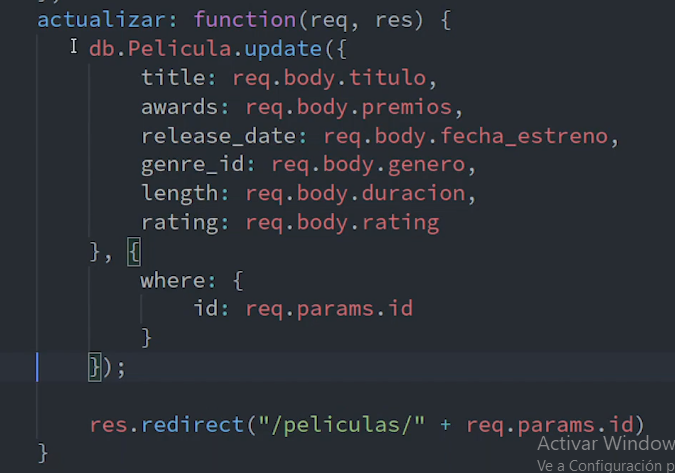 actualizar: function(req, res) {
db.Pelicula.update({
title: req.body.titulo,
awards: req.body.premios,
release_date: req.body.fecha_estreno,
genre_id: req.body.genero,
length: req.body.duracion,
rating: req.body.rating
}, {
where: {
id: req.params.id
}
});
res.redirect("/peliculas/" + req.params.id)
}
Activar Window
Ve a Configuración p